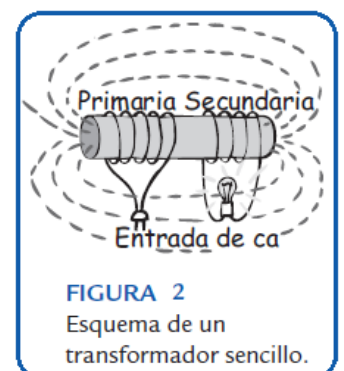 Primaria Secundaria
Entrada de ca
FIGURA 2
Esquema de un
transformador sencillo.